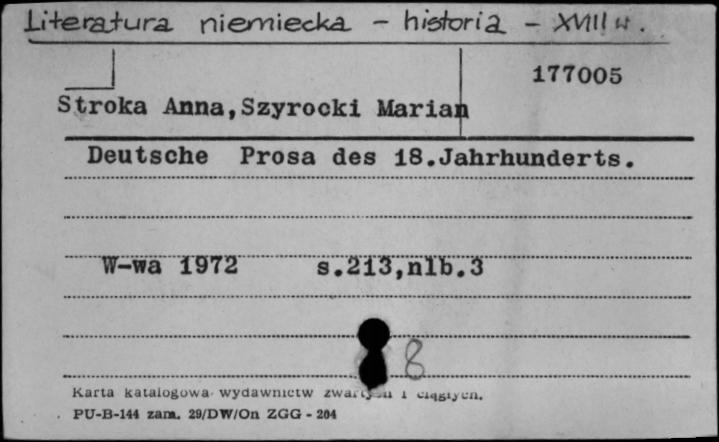 Literatura niemiecka - historia - XVIII w.
177005
Stroka Anna,Szyrocki Marian
Deutsche Prosa des 18.Jahrhunderts.
W-wa 1972 s.213,nlb.3
8
Karta katalogowa wydawnictw zwartych i ciągłych.
PU-B-144 zam. 29/DW/On ZGG - 204